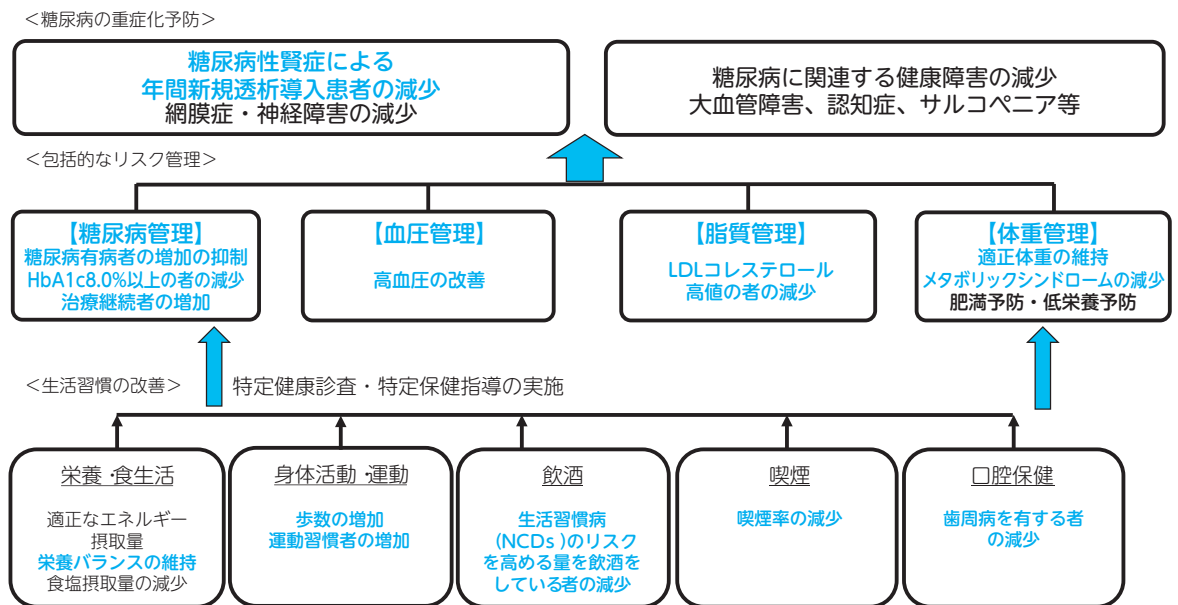 ＜糖尿病の重症化予防＞
糖尿病性腎症による
年間新規透析導入患者の減少
網膜症・神経障害の減少
糖尿病に関連する健康障害の減少
大血管障害、認知症、サルコペニア等
＜包括的なリスク管理＞
【糖尿病管理】
糖尿病有病者の増加の抑制
HbA1c8.0%以上の者の減少
治療継続者の増加
【血圧管理】
高血圧の改善
【脂質管理】
LDLコレステロール
高値の者の減少
【体重管理】
適正体重の維持
メタボリックシンドロームの減少
肥満予防・低栄養予防
＜生活習慣の改善＞ 特定健康診査・特定保健指導の実施
栄養・食生活
適正なエネルギー
摂取量
栄養バランスの維持
食塩摂取量の減少
身体活動・運動
歩数の増加
運動習慣者の増加
飲酒
生活習慣病
(NCDs)のリスク
を高める量を飲酒を
している者の減少
喫煙
喫煙率の減少
口腔保健
歯周病を有する者
の減少